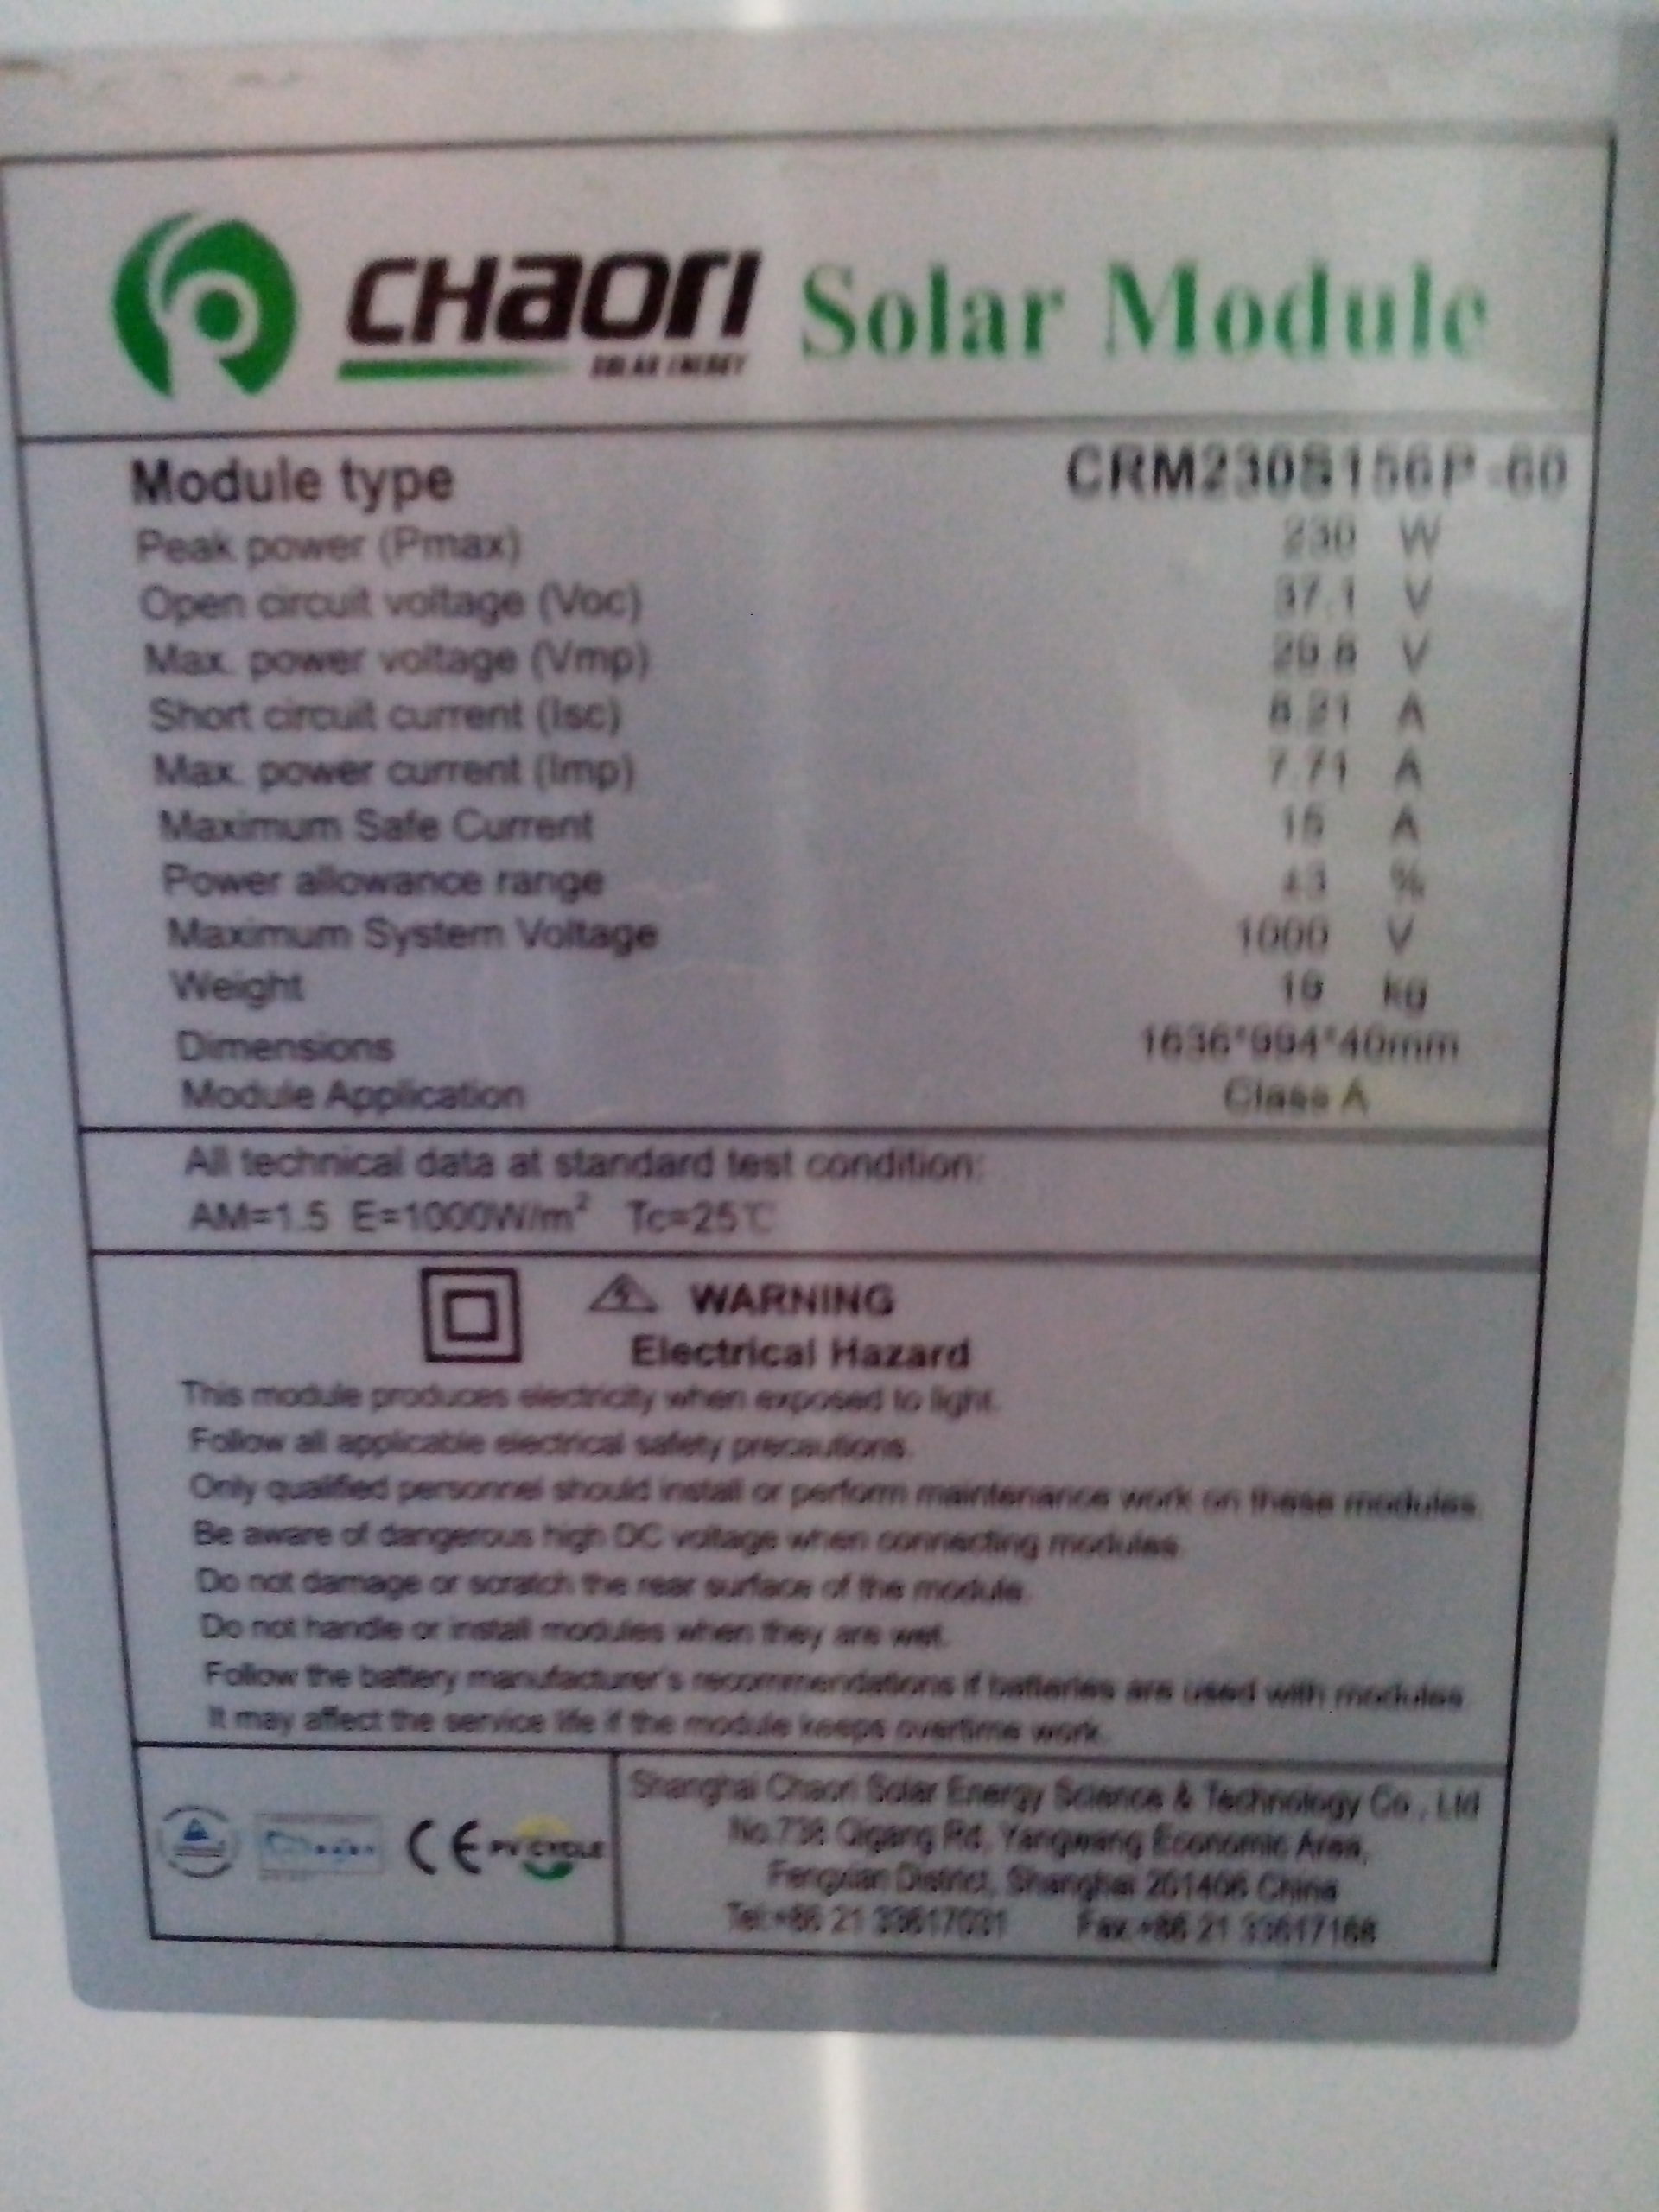 CHAORI Solar Module
SOLAR ENERGY
Module type CRM230S156P-60
Peak power (Pmax) 230 W
Open circuit voltage (Voc) 37.1 V
Max. power voltage (Vmp) 29.8 V
Short circuit current (Isc) 8.21 A
Max. power current (Imp) 7.71 A
Maximum Safe Current 15 A
Power allowance range ±3 %
Maximum System Voltage 1000 V
Weight kg
Dimensions 1636*994*40mm
Module Application Class A
All technical data at standard test condition:
AM=1.5 E=1000W/m² Tc=25℃
WARNING
Electrical Hazard
This module produces electricity when exposed to light.
Follow all applicable electrical safety precautions.
Only qualified personnel should install or perform maintenance work on these modules.
Be aware of dangerous high DC voltage when connecting modules.
Do not damage or scratch the rear surface of the module.
Do not handle or install modules when they are wet.
Follow the battery manufacturer's recommendations if batteries are used with modules.
It may affect the service life if the module keeps overtime work.
CE PV CYCLE
Shanghai Chaori Solar Energy Science & Technology Co., Ltd
No.738 Qigang Rd, Yangwang Economic Area,
Fengxian District, Shanghai 201406 China
Tel:+86 21 Fax:+86 21